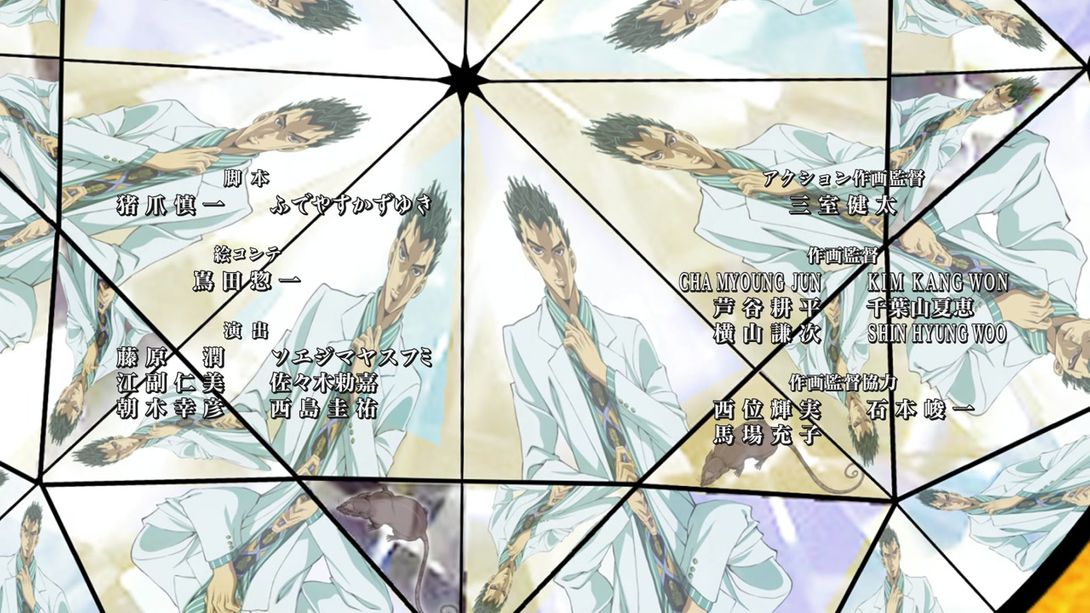 脚本
猪爪慎一　ふでやすかずゆき
絵コンテ
嶌田惣一
演出
藤原　潤　ソエジマヤスフミ
江副仁美　佐々木勅嘉
朝木幸彦　西島圭祐
アクション作画監督
三室健太
作画監督
CHA MYOUNG JUN　KIM KANG WON
芦谷耕平　千葉山夏恵
横山謙次　SHIN HYUNG WOO
作画監督協力
西位輝実　石本峻一
馬場充子